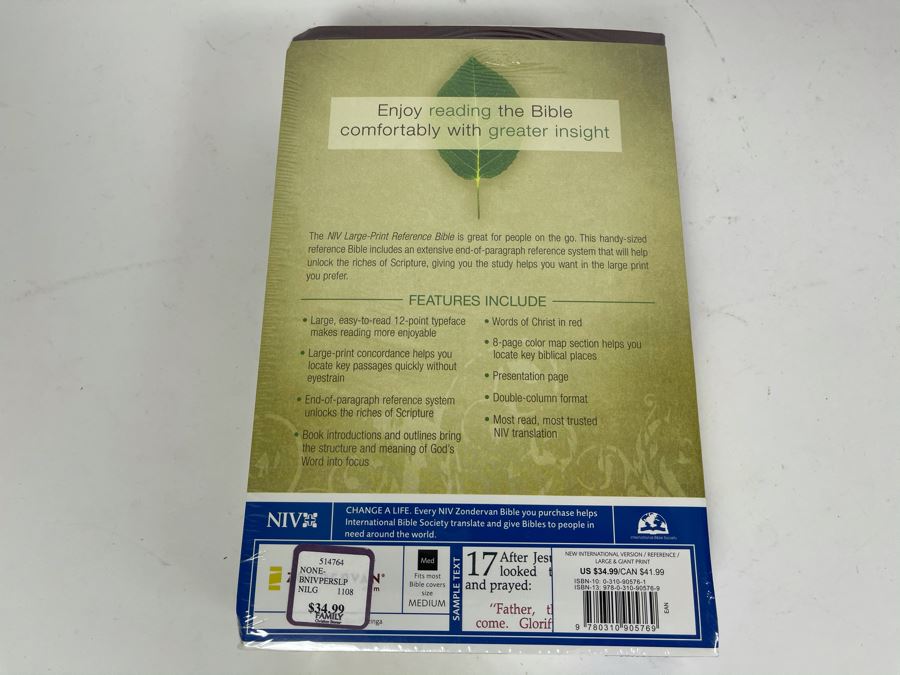 Enjoy reading the Bible
comfortably with greater insight
The NIV Large-Print Reference Bible is great for people on the go. This handy-sized
reference Bible includes an extensive end-of-paragraph reference system that will help
unlock the riches of Scripture, giving you the study helps you want in the large print
you prefer.
FEATURES INCLUDE
• Large, easy-to-read 12-point typeface
makes reading more enjoyable
• Large-print concordance helps you
locate key passages quickly without
eyestrain
• End-of-paragraph reference system
unlocks the riches of Scripture
• Book introductions and outlines bring
the structure and meaning of God's
Word into focus
• Words of Christ in red
• 8-page color map section helps you
locate key biblical places
• Presentation page
• Double-column format
• Most read, most trusted
NIV translation
NIV
CHANGE A LIFE. Every NIV Zondervan Bible you purchase helps
International Bible Society translate and give Bibles to people in
need around the world.
International Bible Society
514764
NONE-
BNIVPERSLP
NILG 1108
$34.99
FAMILY
Christian Stores
Med
Fits most
Bible covers
size
MEDIUM
SAMPLE TEXT
17 After Jesu
looked t
and prayed:
"Father, th
come. Glorif
NEW INTERNATIONAL VERSION / REFERENCE /
LARGE & GIANT PRINT
US $34.99/CAN $41.99
ISBN-10: 0-310-90576-1
ISBN-13: 978-0-310-90576-9
9 780310 905769
EAN